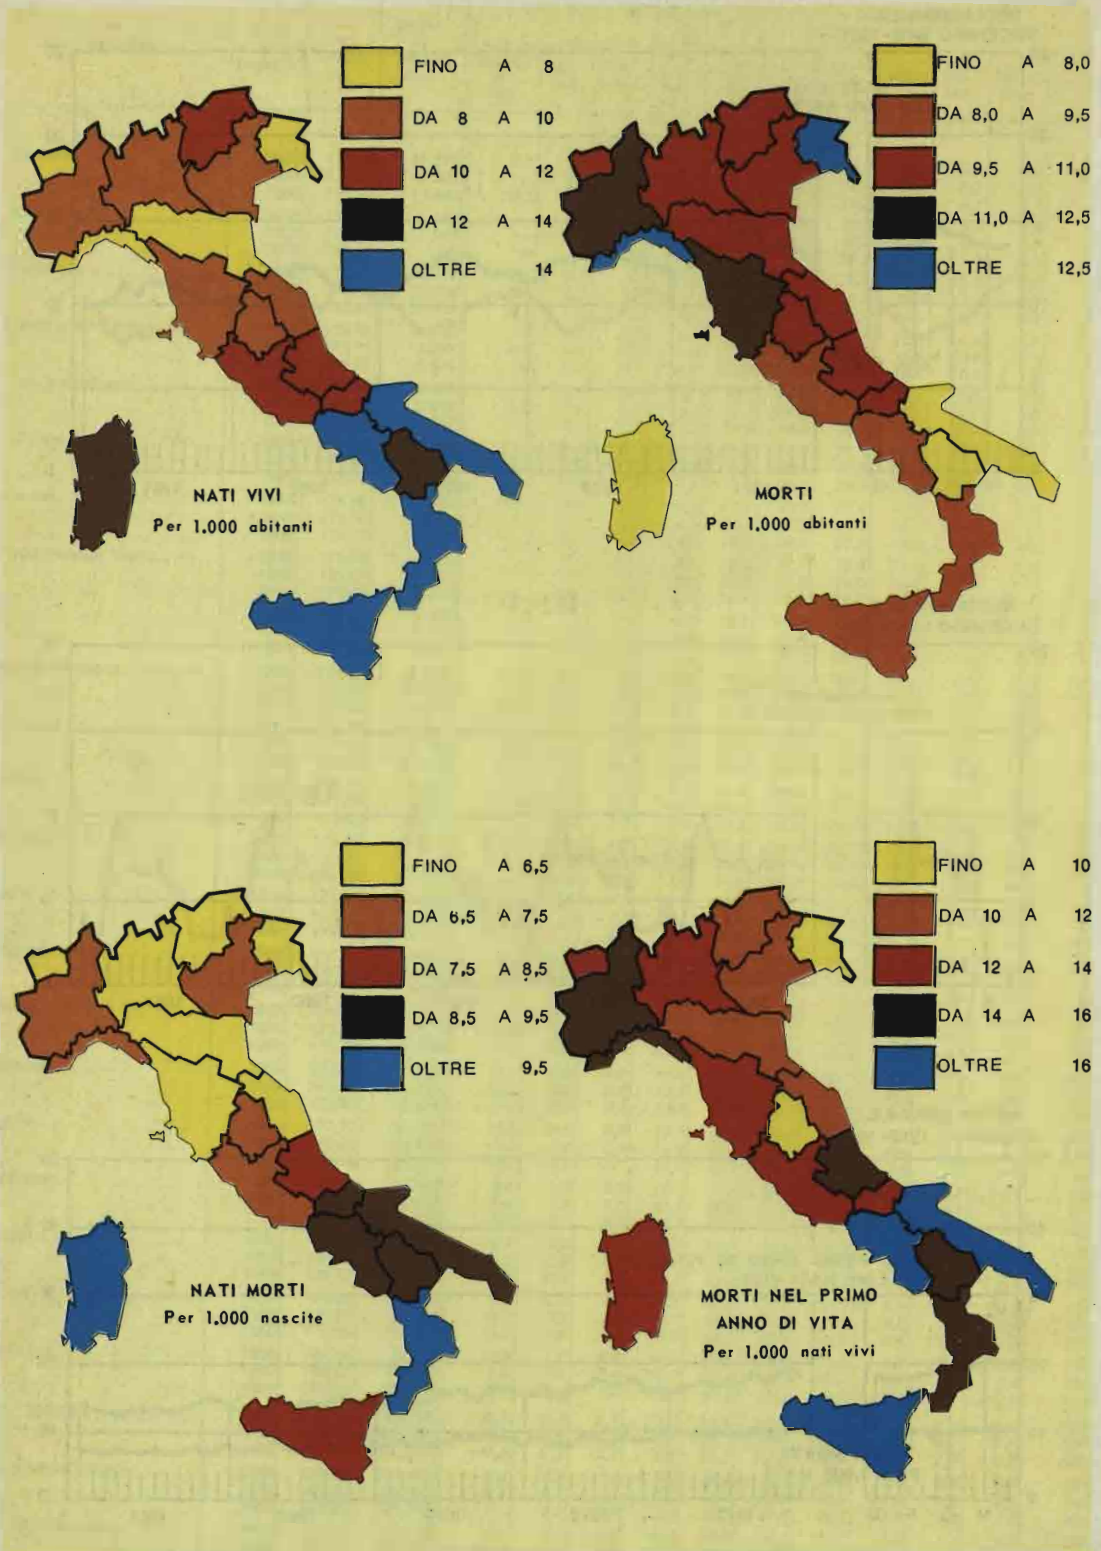 FINO A 8
DA 8 A 10
DA 10 A 12
DA 12 A 14
OLTRE 14
NATI VIVI
Per 1.000 abitanti
FINO A 8,0
DA 8,0 A 9,5
DA 9,5 A 11,0
DA 11,0 A 12,5
OLTRE 12,5
MORTI
Per 1.000 abitanti
FINO A 6,5
DA 6,5 A 7,5
DA 7,5 A 8,5
DA 8,5 A 9,5
OLTRE 9,5
NATI MORTI
Per 1.000 nascite
FINO A 10
DA 10 A 12
DA 12 A 14
DA 14 A 16
OLTRE 16
MORTI NEL PRIMO
ANNO DI VITA
Per 1.000 nati vivi